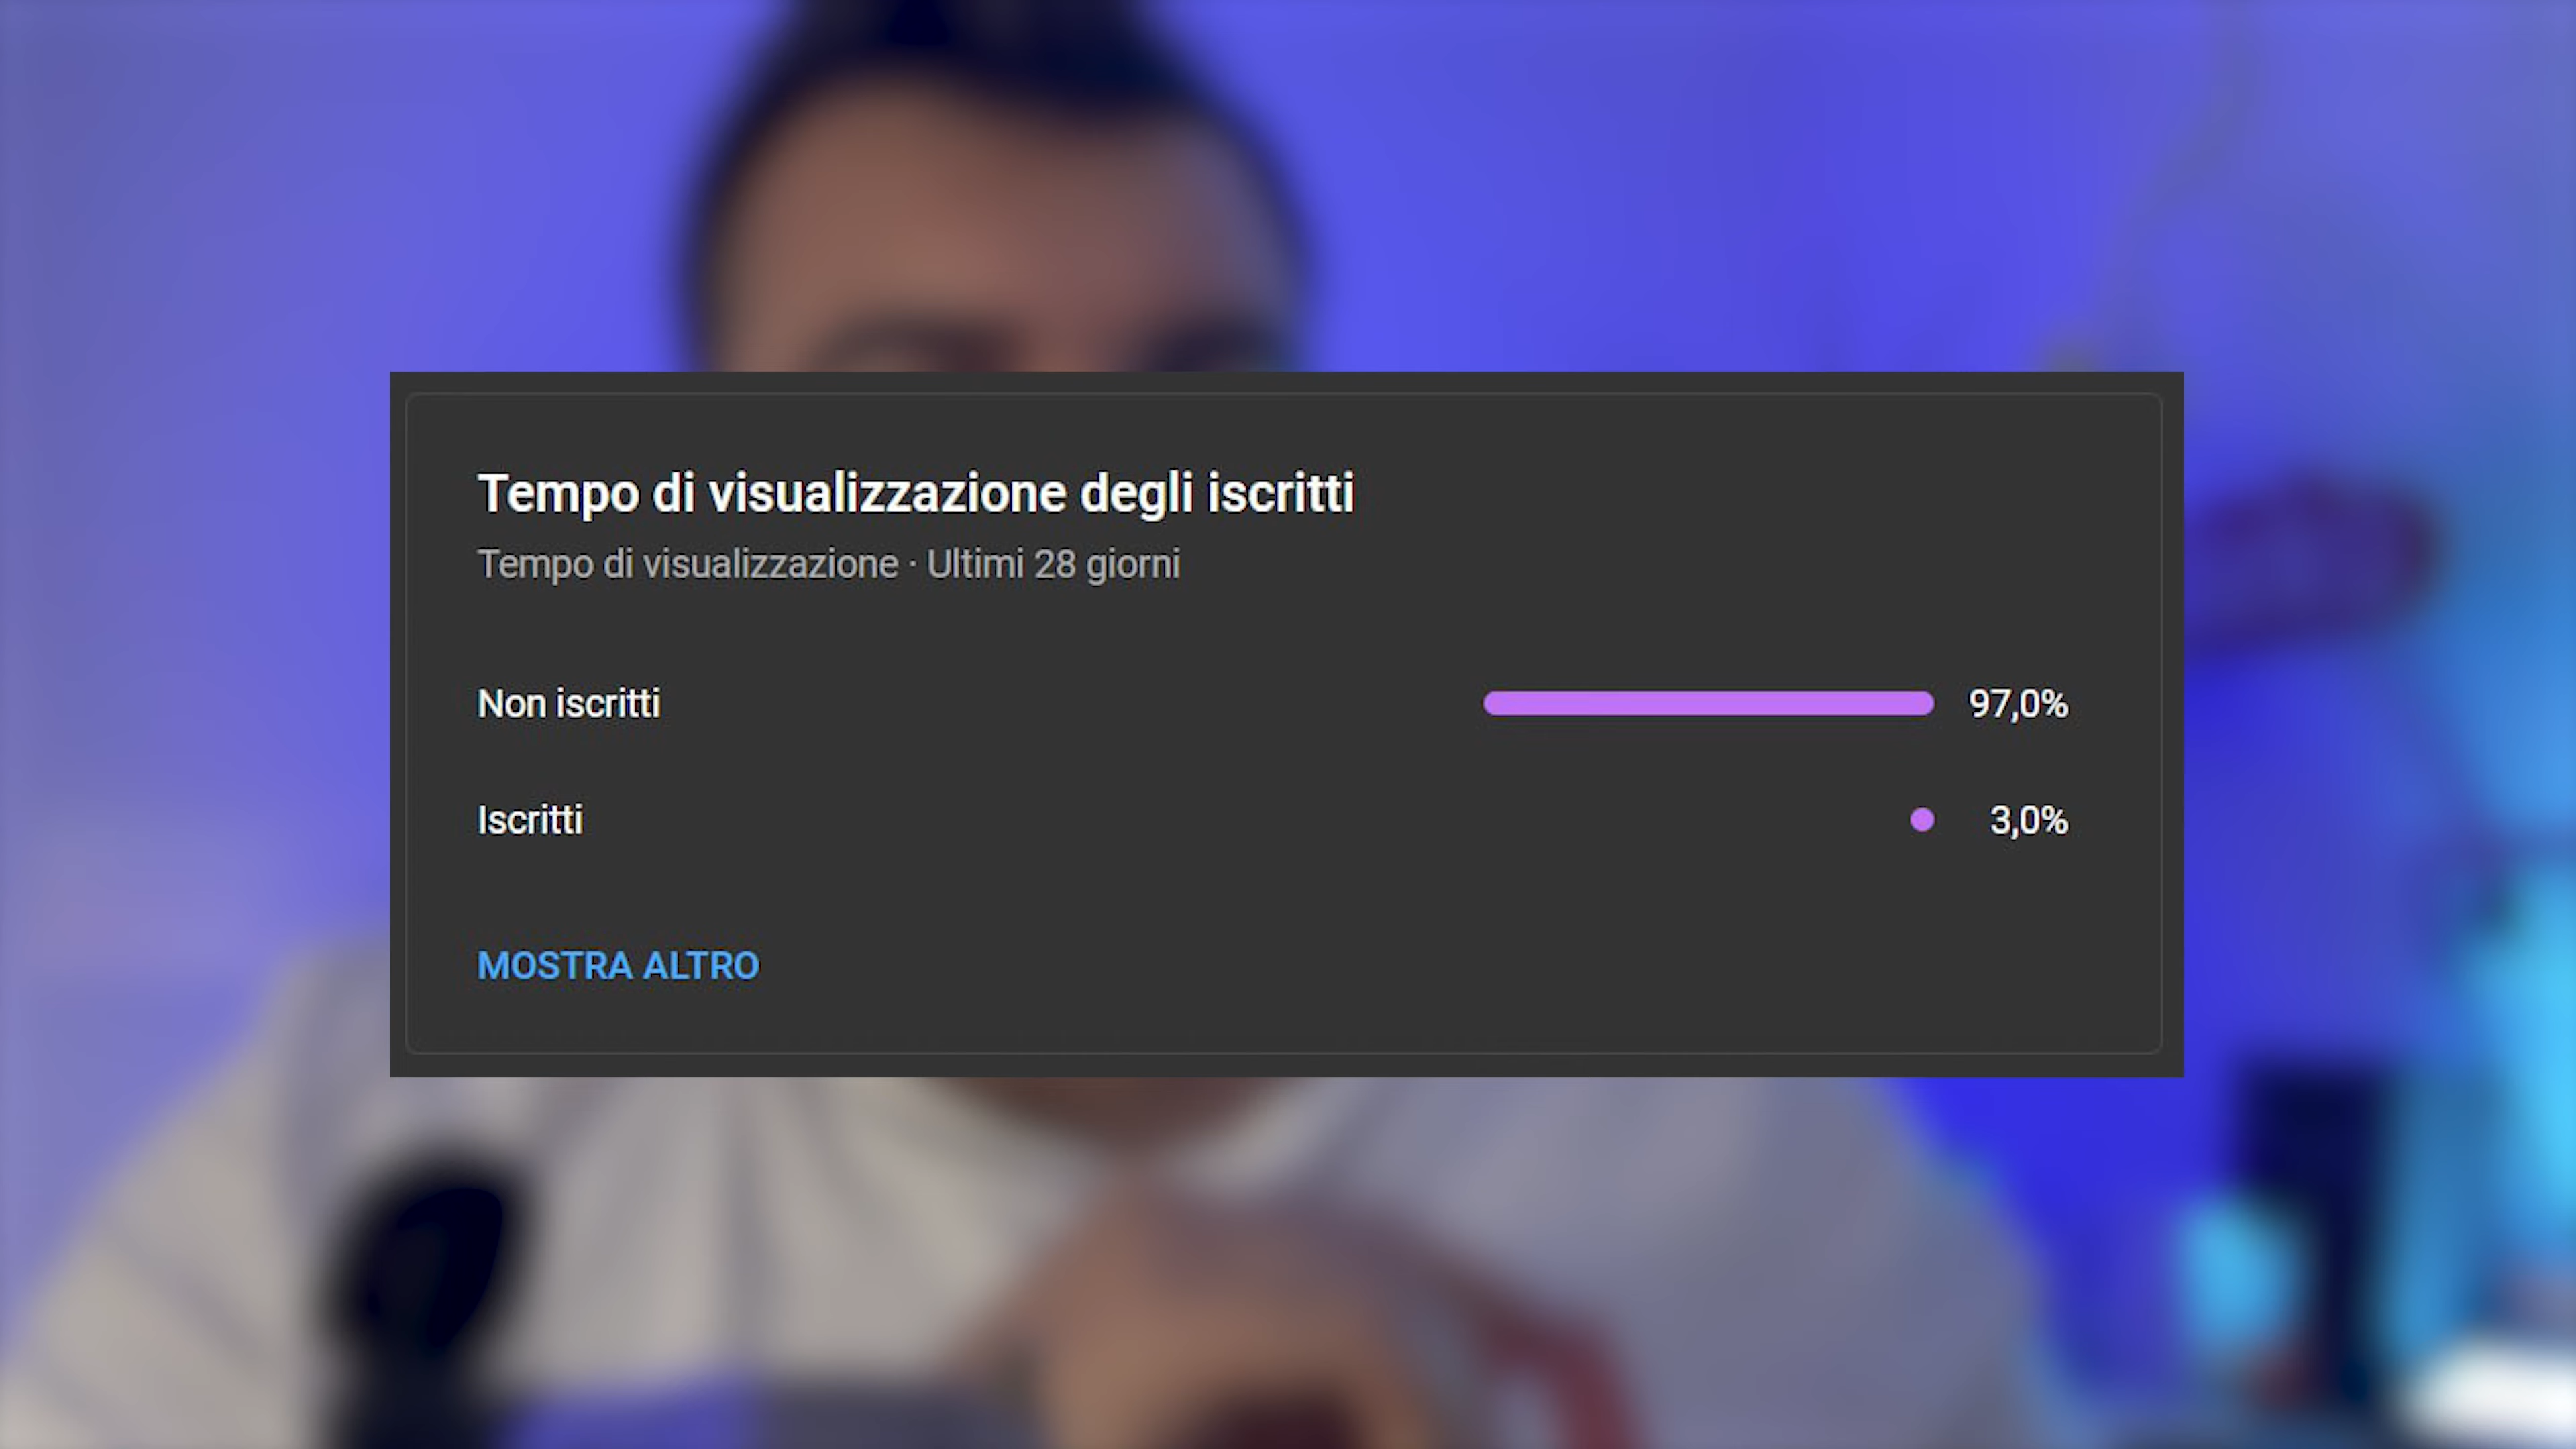 Tempo di visualizzazione degli iscritti
Tempo di visualizzazione · Ultimi 28 giorni
Non iscritti 97,0%
Iscritti 3,0%
MOSTRA ALTRO